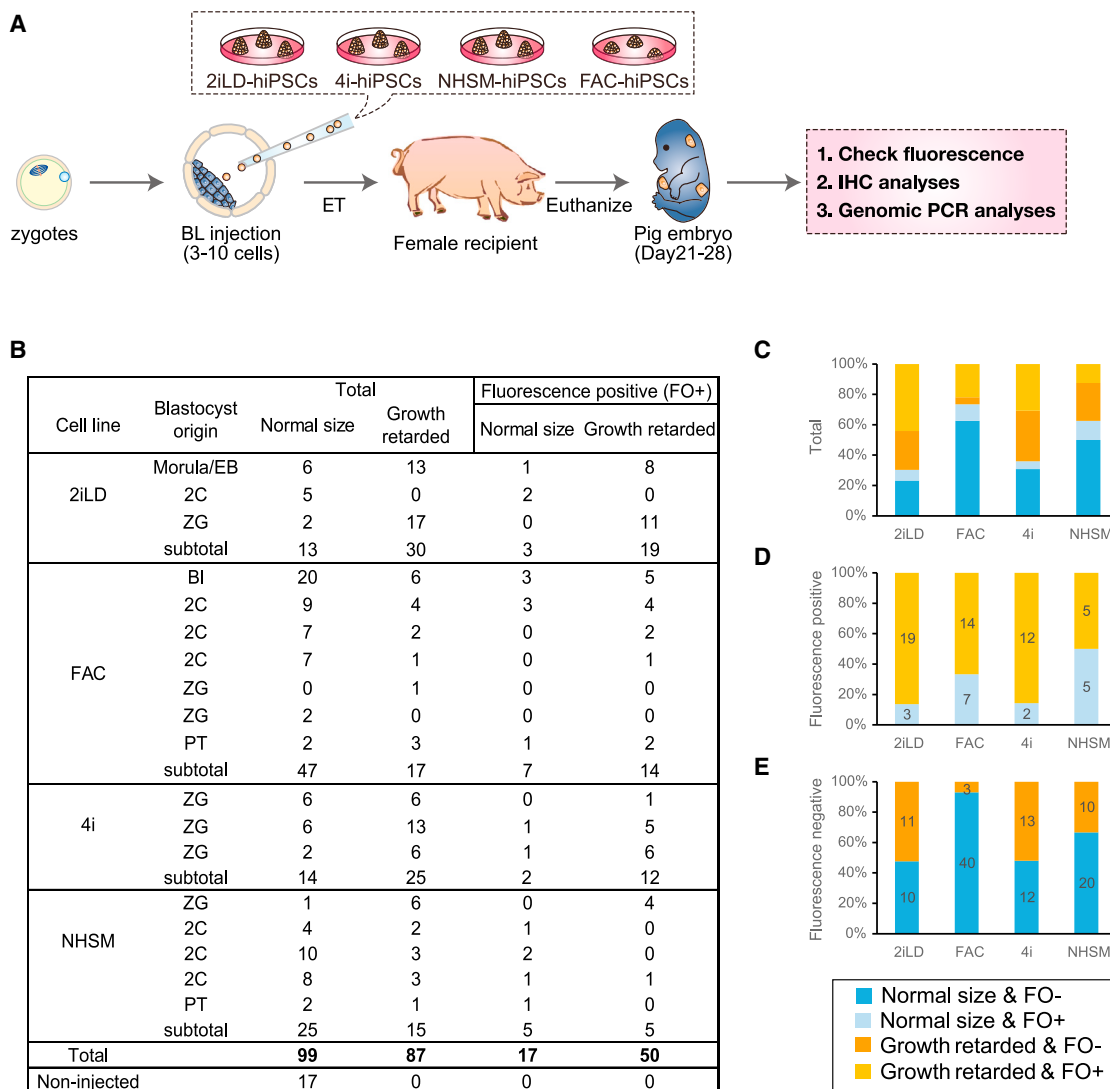 A
2iLD-hiPSCs 4i-hiPSCs NHSM-hiPSCs FAC-hiPSCs
zygotes
BL injection
(3-10 cells)
ET
Female recipient
Euthanize
Pig embryo
(Day21-28)
1. Check fluorescence
2. IHC analyses
3. Genomic PCR analyses
B
Total Fluorescence positive (FO+)
Cell line Blastocyst origin Normal size Growth retarded Normal size Growth retarded
2iLD
Morula/EB 6 13 1 8
2C 5 0 2 0
ZG 2 17 0 11
subtotal 13 30 3 19
FAC
BI 20 6 3 5
2C 9 4 3 4
2C 7 2 0 2
2C 7 1 0 1
ZG 0 1 0 0
ZG 2 0 0 0
PT 2 3 1 2
subtotal 47 17 7 14
4i
ZG 6 6 0 1
ZG 6 13 1 5
ZG 2 6 1 6
subtotal 14 25 2 12
NHSM
ZG 1 6 0 4
2C 4 2 1 0
2C 10 3 2 0
2C 8 3 1 1
PT 2 1 1 0
subtotal 25 15 5 5
Total 99 87 17 50
Non-injected 17 0 0 0
C
Total
100%
80%
60%
40%
20%
0%
2iLD FAC 4i NHSM
D
Fluorescence positive
100%
80%
60%
40%
20%
0%
19 14 12 5
3 7 2 5
2iLD FAC 4i NHSM
E
Fluorescence negative
100%
80%
60%
40%
20%
0%
11 3 13 10
10 40 12 20
2iLD FAC 4i NHSM
Normal size & FO-
Normal size & FO+
Growth retarded & FO-
Growth retarded & FO+